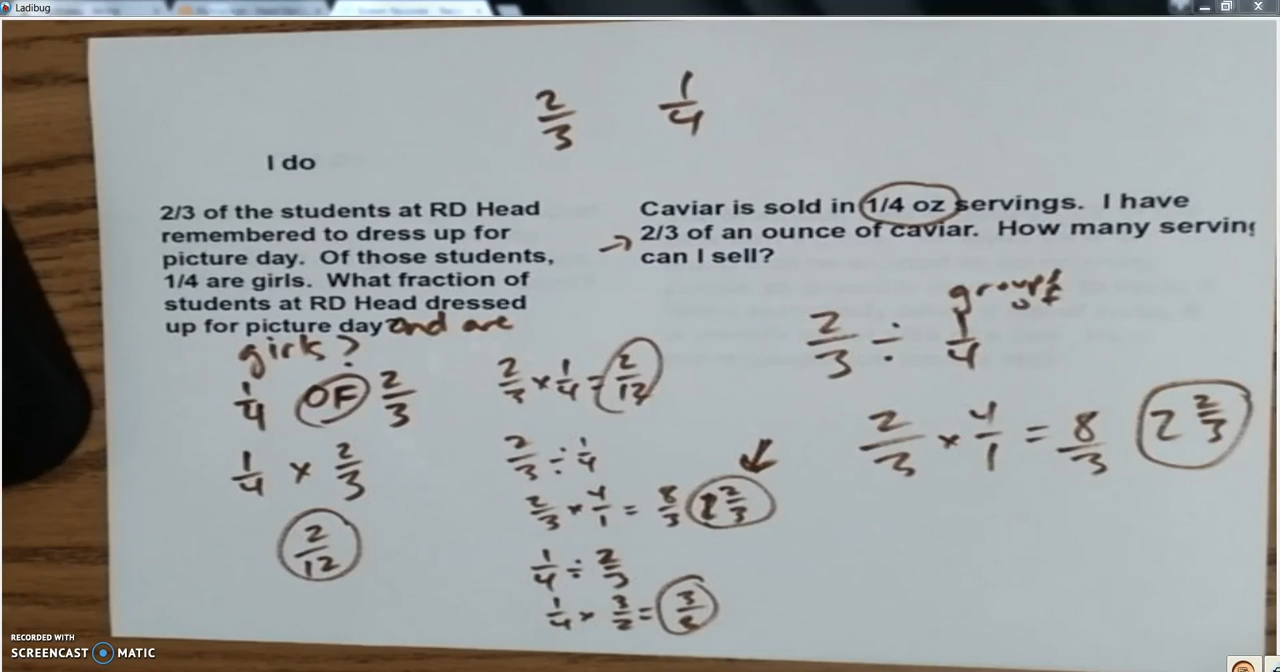 Ladibug
2/3 1/4
I do
2/3 of the students at RD Head
remembered to dress up for
picture day. Of those students,
1/4 are girls. What fraction of
students at RD Head dressed
up for picture day and are
girls?
1/4 OF 2/3
1/4 × 2/3
2/12
2/3 × 1/4 = 2/12
2/3 ÷ 1/4
2/3 × 4/1 = 8/3 2 2/3
1/4 ÷ 2/3
1/4 × 3/2 = 3/8
Caviar is sold in 1/4 oz servings. I have
→ 2/3 of an ounce of caviar. How many serving
can I sell?
groups
of
2/3 ÷ 1/4
2/3 × 4/1 = 8/3 2 2/3
RECORDED WITH
SCREENCAST MATIC